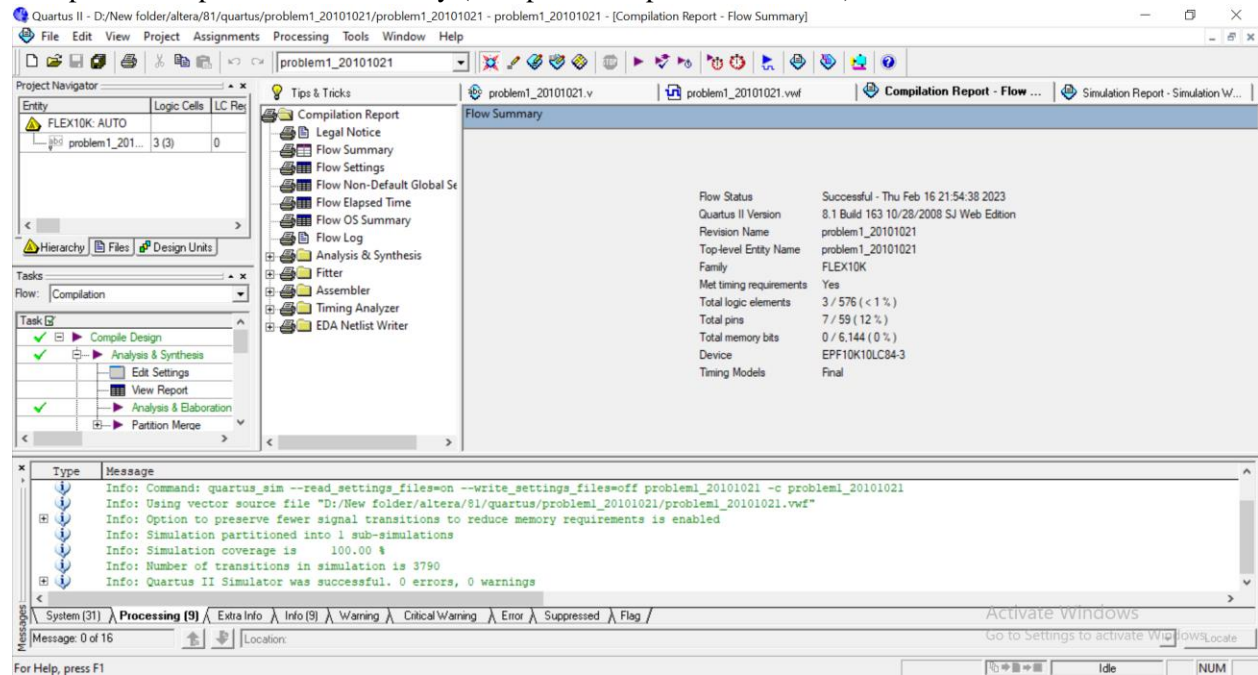 Quartus II - D:/New folder/altera/81/quartus/problem1_20101021/problem1_20101021 - problem1_20101021 - [Compilation Report - Flow Summary]
File Edit View Project Assignments Processing Tools Window Help
problem1_20101021
Project Navigator
Entity Logic Cells LC Reg
FLEX10K: AUTO
problem1_201... 3 (3) 0
Hierarchy Files Design Units
Tasks
Flow: Compilation
Task
Compile Design
Analysis & Synthesis
Edit Settings
View Report
Analysis & Elaboration
Partition Merge
Tips & Tricks
problem1_20101021.v
problem1_20101021.vwf
Compilation Report - Flow ...
Simulation Report - Simulation W...
Compilation Report
Legal Notice
Flow Summary
Flow Settings
Flow Non-Default Global Se
Flow Elapsed Time
Flow OS Summary
Flow Log
Analysis & Synthesis
Fitter
Assembler
Timing Analyzer
EDA Netlist Writer
Flow Summary
Flow Status Successful - Thu Feb 16 21:54:38 2023
Quartus II Version 8.1 Build 163 10/28/2008 SJ Web Edition
Revision Name problem1_20101021
Top-level Entity Name problem1_20101021
Family FLEX10K
Met timing requirements Yes
Total logic elements 3 / 576 ( < 1 % )
Total pins 7 / 59 ( 12 % )
Total memory bits 0 / 6,144 ( 0 % )
Device EPF10K10LC84-3
Timing Models Final
Type Message
Info: Command: quartus_sim --read_settings_files=on --write_settings_files=off problem1_20101021 -c problem1_20101021
Info: Using vector source file "D:/New folder/altera/81/quartus/problem1_20101021/problem1_20101021.vwf"
Info: Option to preserve fewer signal transitions to reduce memory requirements is enabled
Info: Simulation partitioned into 1 sub-simulations
Info: Simulation coverage is 100.00 %
Info: Number of transitions in simulation is 3790
Info: Quartus II Simulator was successful. 0 errors, 0 warnings
System (31) Processing (9) Extra Info Info (9) Warning Critical Warning Error Suppressed Flag
Messages
Message: 0 of 16 Location: Locate
Activate Windows
Go to Settings to activate Windows
For Help, press F1 Idle NUM